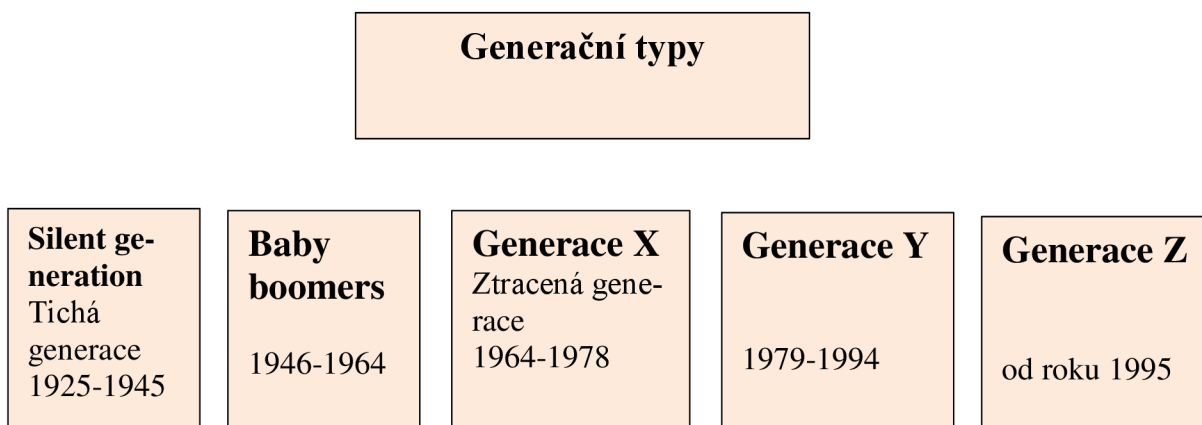 Generační typy
Silent ge-
neration
Tichá
generace
1925-1945
Baby
boomers
1946-1964
Generace X
Ztracená gene-
race
1964-1978
Generace Y
1979-1994
Generace Z
od roku 1995